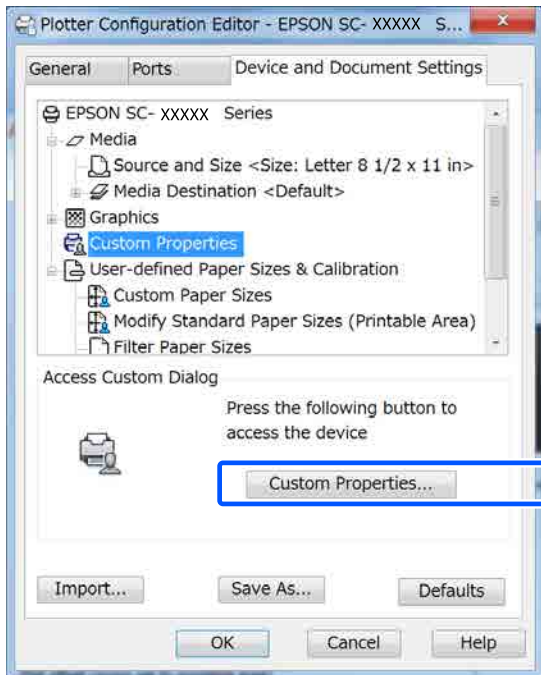 Plotter Configuration Editor - EPSON SC- XXXXX S...
General Ports Device and Document Settings
EPSON SC- XXXXX Series
Media
Source and Size <Size: Letter 8 1/2 x 11 in>
Media Destination <Default>
Graphics
Custom Properties
User-defined Paper Sizes & Calibration
Custom Paper Sizes
Modify Standard Paper Sizes (Printable Area)
Filter Paper Sizes
Access Custom Dialog
Press the following button to
access the device
Custom Properties...
Import... Save As... Defaults
OK Cancel Help